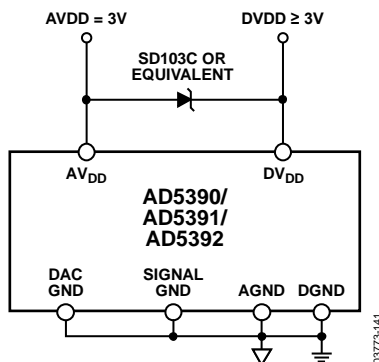 AVDD = 3V
DVDD ≥ 3V
SD103C OR
EQUIVALENT
AVDD
DVDD
AD5390/
AD5391/
AD5392
DAC
GND
SIGNAL
GND
AGND
DGND
03773-141